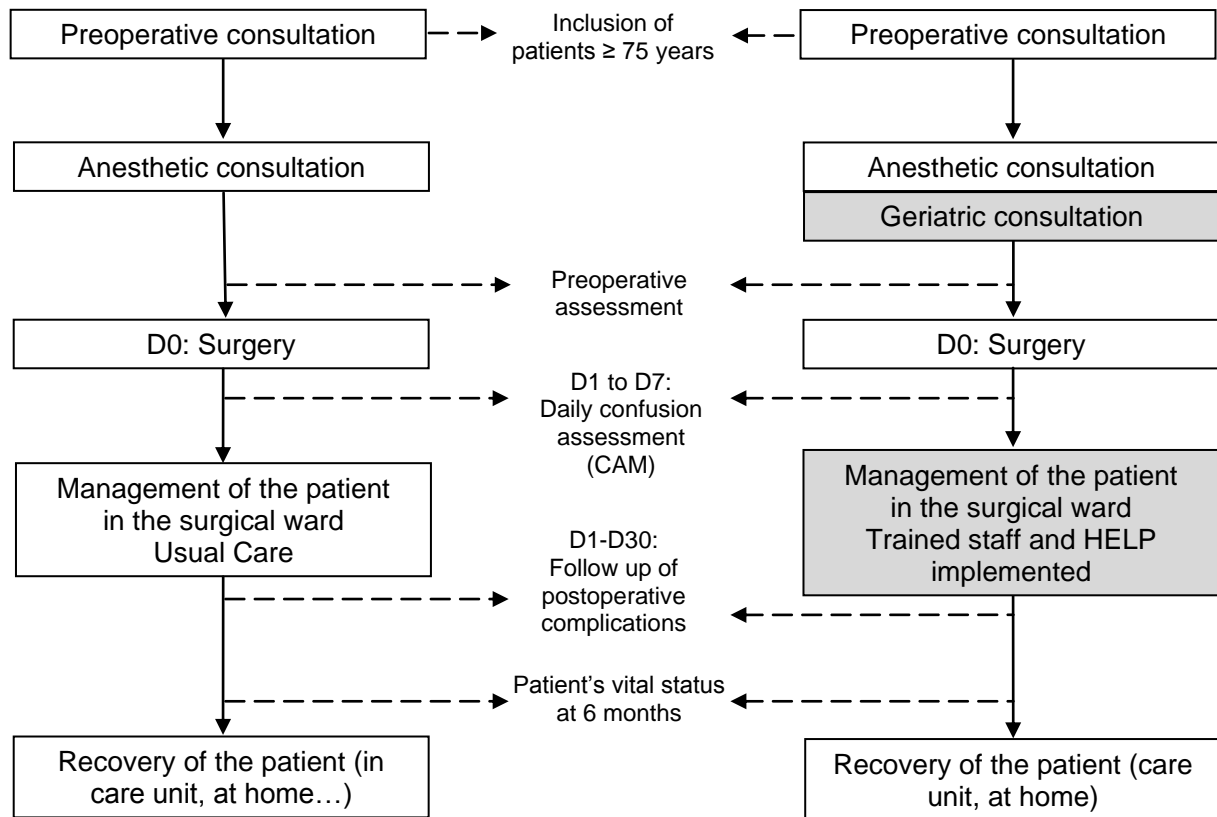 Preoperative consultation
Inclusion of
patients ≥ 75 years
Preoperative consultation
Anesthetic consultation
Anesthetic consultation
Geriatric consultation
Preoperative
assessment
D0: Surgery
D0: Surgery
D1 to D7:
Daily confusion
assessment
(CAM)
Management of the patient
in the surgical ward
Usual Care
Management of the patient
in the surgical ward
Trained staff and HELP
implemented
D1-D30:
Follow up of
postoperative
complications
Patient’s vital status
at 6 months
Recovery of the patient (in
care unit, at home…)
Recovery of the patient (care
unit, at home)